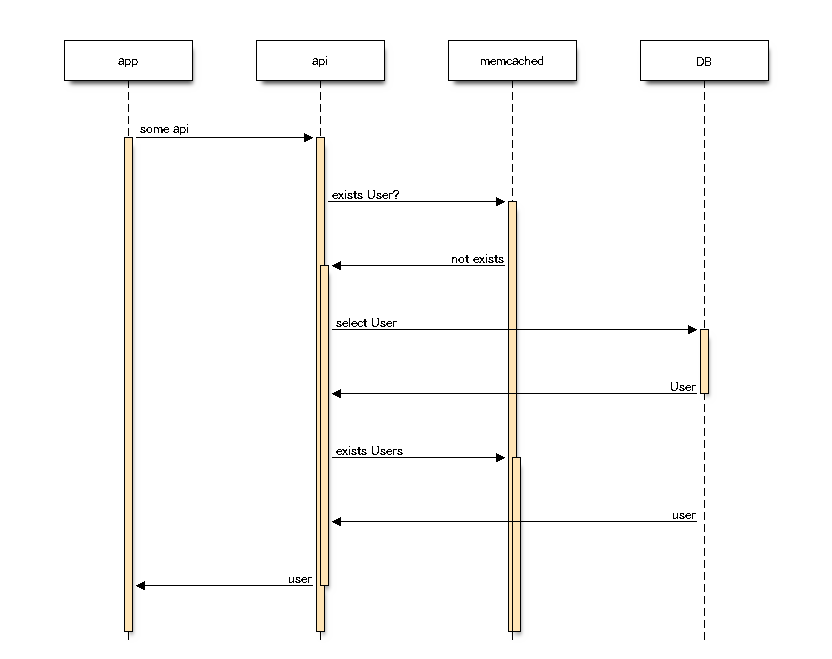 app
api
memcached
DB
some api
exists User?
not exists
select User
User
exists Users
user
user